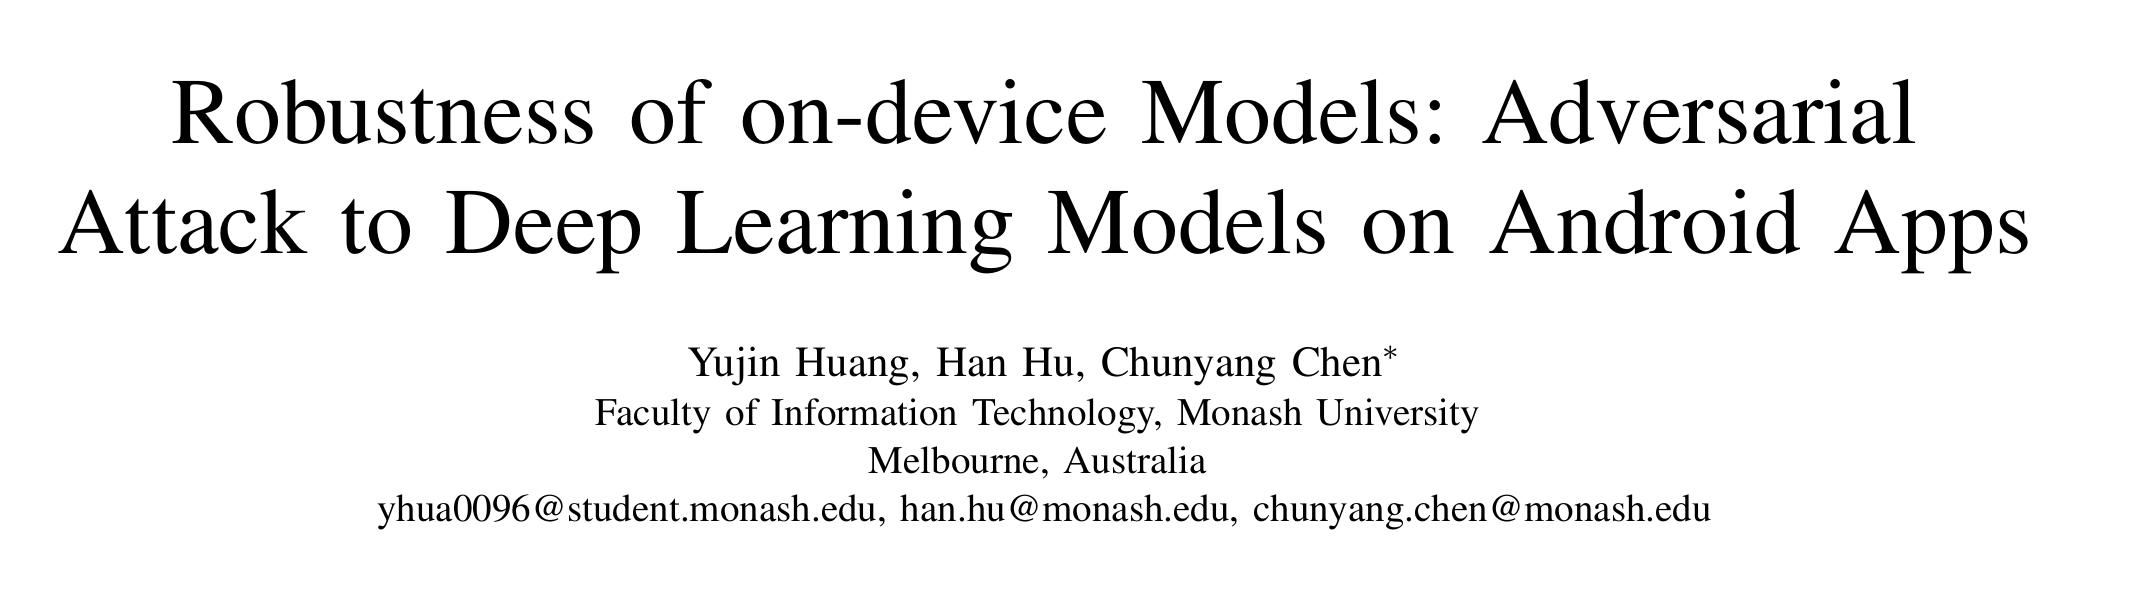 Robustness of on-device Models: Adversarial
Attack to Deep Learning Models on Android Apps
Yujin Huang, Han Hu, Chunyang Chen*
Faculty of Information Technology, Monash University
Melbourne, Australia
yhua0096@student.monash.edu, han.hu@monash.edu, chunyang.chen@monash.edu